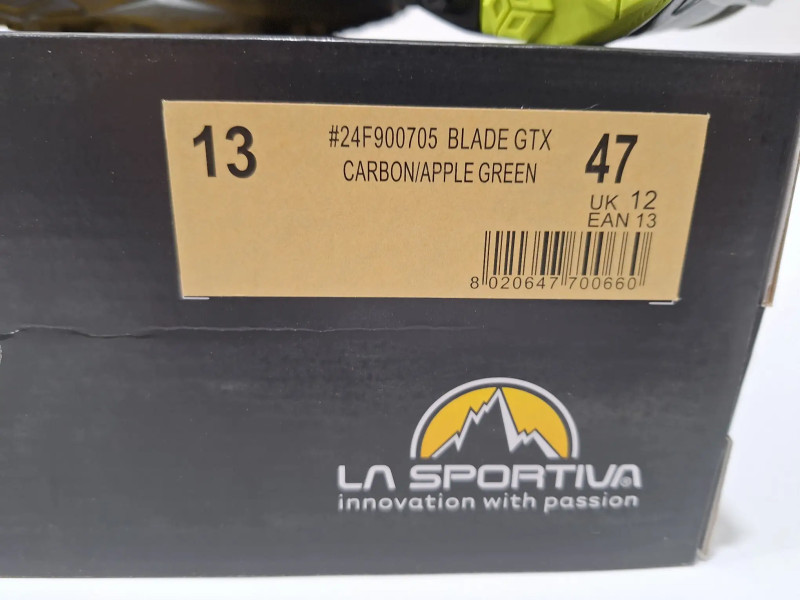 13
#24F900705 BLADE GTX
CARBON/APPLE GREEN
47
UK 12
EAN 13
8 020647 700660
LA SPORTIVA®
innovation with passion